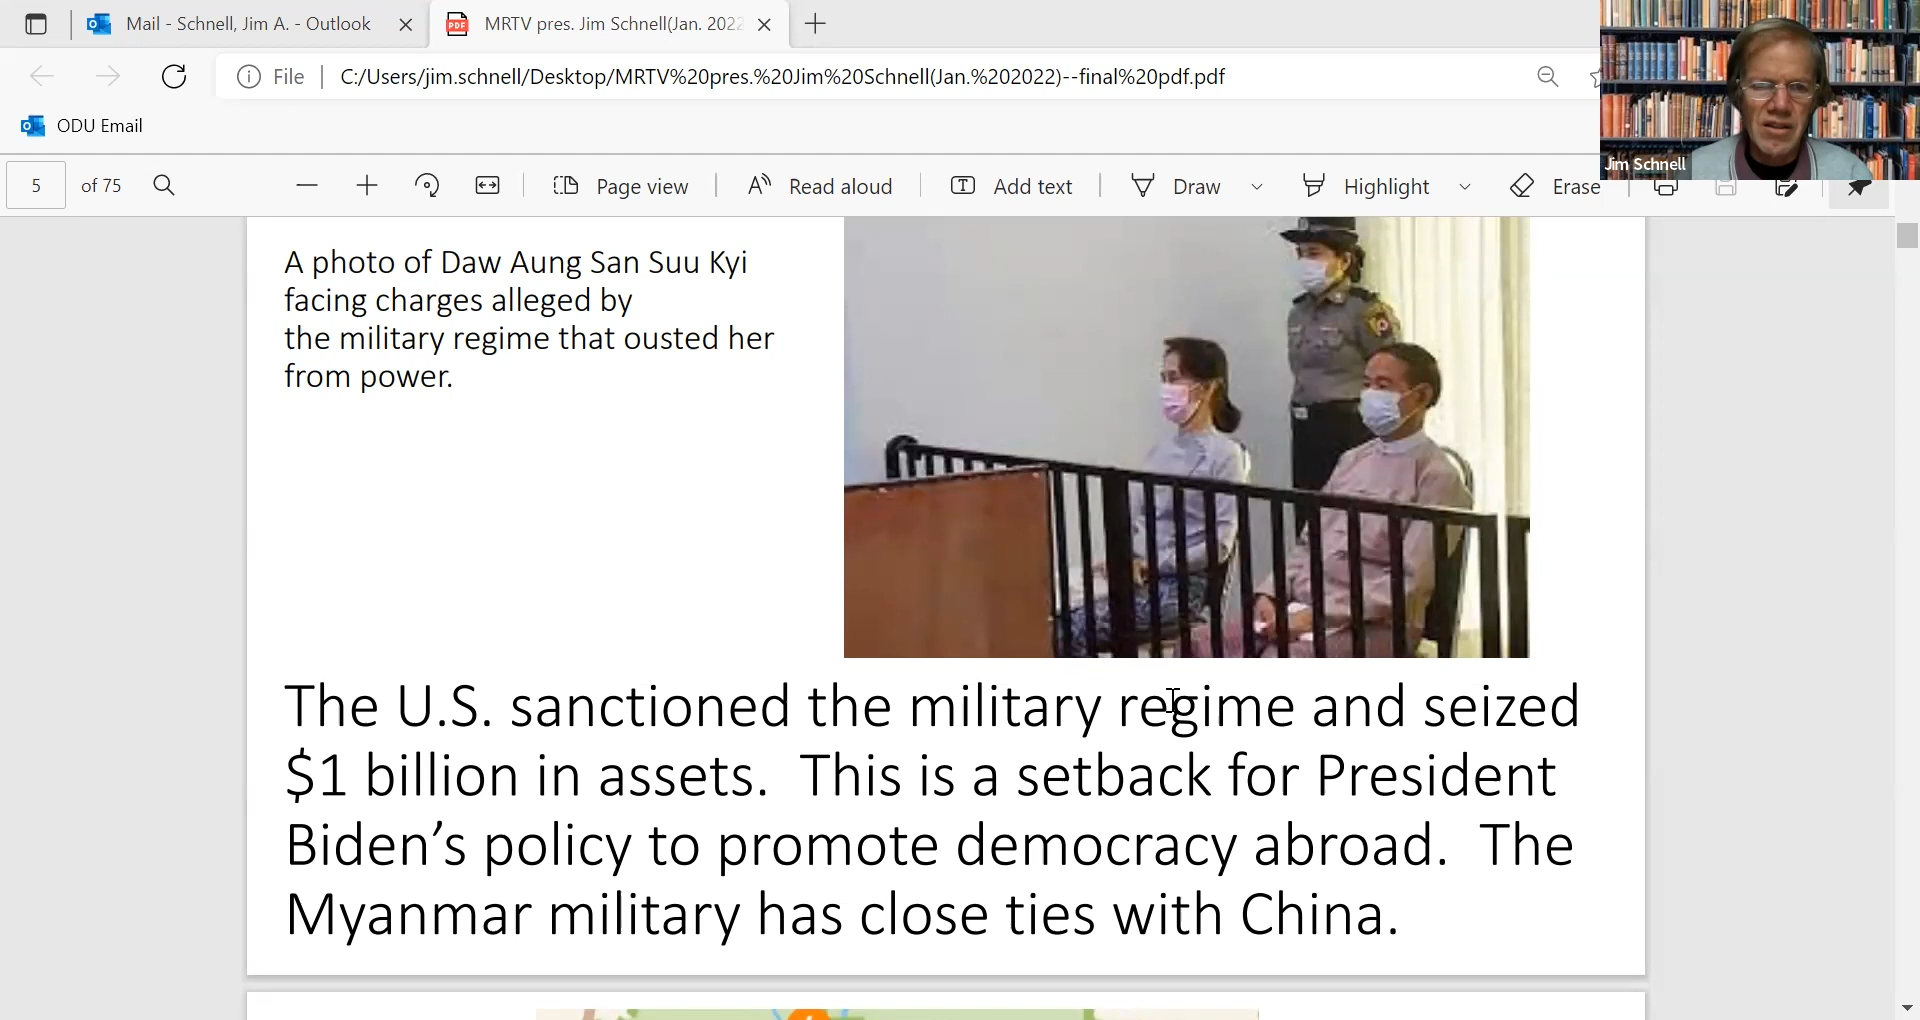 Mail - Schnell, Jim A. - Outlook
MRTV pres. Jim Schnell(Jan. 2022
File
C:/Users/jim.schnell/Desktop/MRTV%20pres.%20Jim%20Schnell(Jan.%202022)--final%20pdf.pdf
ODU Email
Jim Schnell
5 of 75
Page view
Read aloud
Add text
Draw
Highlight
Erase
A photo of Daw Aung San Suu Kyi
facing charges alleged by
the military regime that ousted her
from power.
The U.S. sanctioned the military regime and seized
$1 billion in assets.  This is a setback for President
Biden’s policy to promote democracy abroad.  The
Myanmar military has close ties with China.